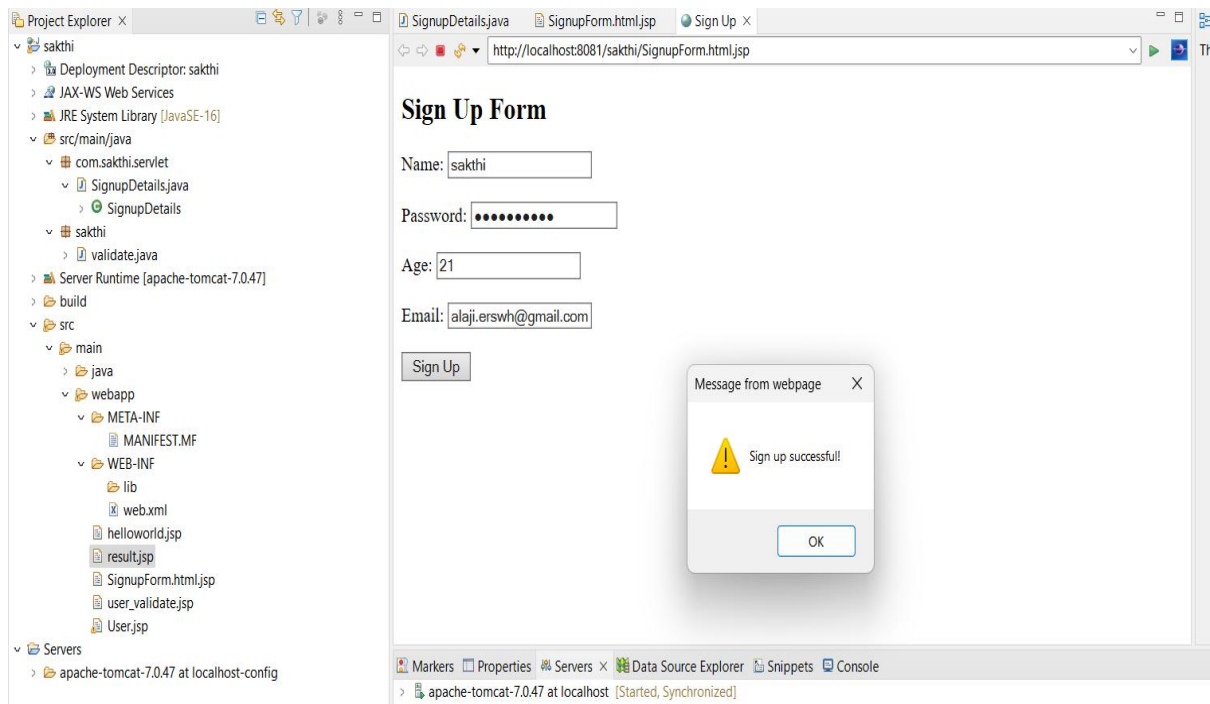 Project Explorer ×
sakthi
Deployment Descriptor: sakthi
JAX-WS Web Services
JRE System Library [JavaSE-16]
src/main/java
com.sakthi.servlet
SignupDetails.java
SignupDetails
sakthi
validate.java
Server Runtime [apache-tomcat-7.0.47]
build
src
main
java
webapp
META-INF
MANIFEST.MF
WEB-INF
lib
web.xml
helloworld.jsp
result.jsp
SignupForm.html.jsp
user_validate.jsp
User.jsp
Servers
apache-tomcat-7.0.47 at localhost-config
SignupDetails.java SignupForm.html.jsp Sign Up ×
http://localhost:8081/sakthi/SignupForm.html.jsp
Th
Sign Up Form
Name: sakthi
Password: ●●●●●●●●●●
Age: 21
Email: alaji.erswh@gmail.com
Sign Up
Message from webpage X
Sign up successful!
OK
Markers Properties Servers × Data Source Explorer Snippets Console
apache-tomcat-7.0.47 at localhost [Started, Synchronized]